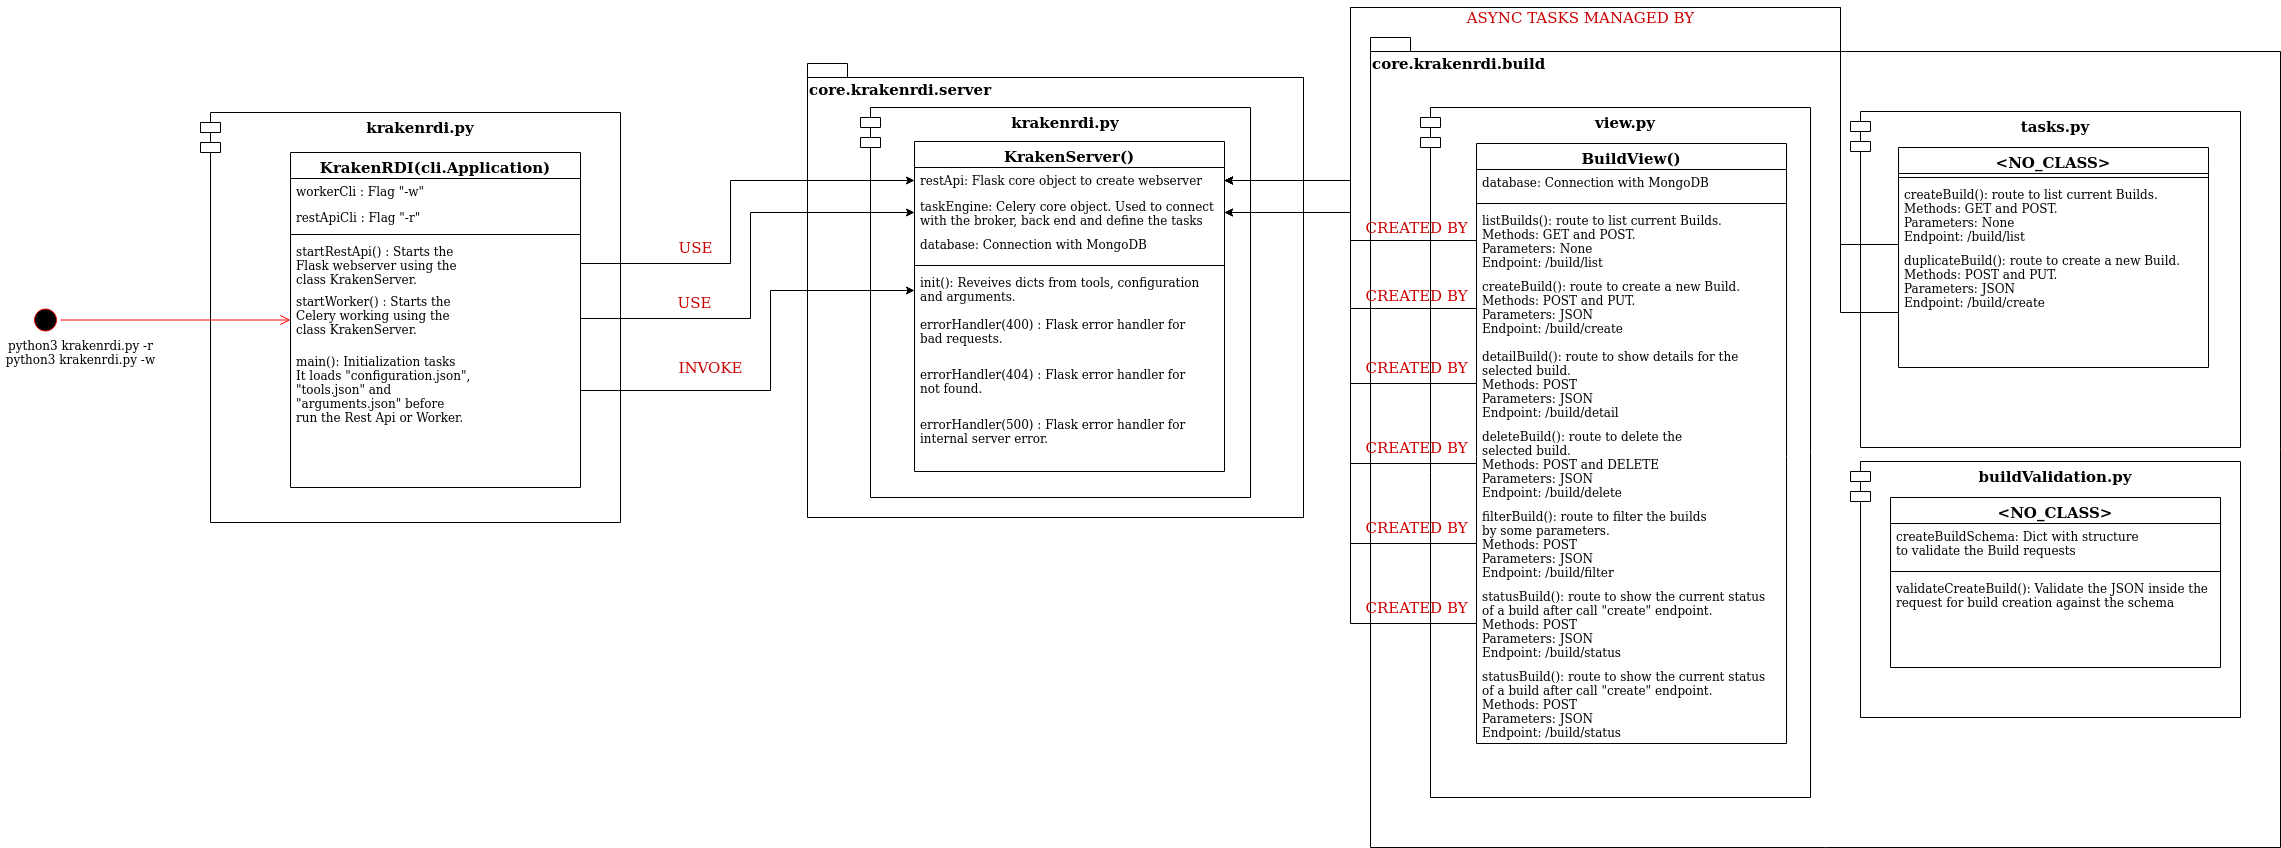 python3 krakenrdi.py -r
python3 krakenrdi.py -w
krakenrdi.py
KrakenRDI(cli.Application)
workerCli : Flag "-w"
restApiCli : Flag "-r"
startRestApi() : Starts the
Flask webserver using the
class KrakenServer.
startWorker() : Starts the
Celery working using the
class KrakenServer.
main(): Initialization tasks
It loads "configuration.json",
"tools.json" and
"arguments.json" before
run the Rest Api or Worker.
USE
USE
INVOKE
core.krakenrdi.server
krakenrdi.py
KrakenServer()
restApi: Flask core object to create webserver
taskEngine: Celery core object. Used to connect
with the broker, back end and define the tasks
database: Connection with MongoDB
init(): Reveives dicts from tools, configuration
and arguments.
errorHandler(400) : Flask error handler for
bad requests.
errorHandler(404) : Flask error handler for
not found.
errorHandler(500) : Flask error handler for
internal server error.
ASYNC TASKS MANAGED BY
core.krakenrdi.build
CREATED BY
CREATED BY
CREATED BY
CREATED BY
CREATED BY
CREATED BY
view.py
BuildView()
database: Connection with MongoDB
listBuilds(): route to list current Builds.
Methods: GET and POST.
Parameters: None
Endpoint: /build/list
createBuild(): route to create a new Build.
Methods: POST and PUT.
Parameters: JSON
Endpoint: /build/create
detailBuild(): route to show details for the
selected build.
Methods: POST
Parameters: JSON
Endpoint: /build/detail
deleteBuild(): route to delete the
selected build.
Methods: POST and DELETE
Parameters: JSON
Endpoint: /build/delete
filterBuild(): route to filter the builds
by some parameters.
Methods: POST
Parameters: JSON
Endpoint: /build/filter
statusBuild(): route to show the current status
of a build after call "create" endpoint.
Methods: POST
Parameters: JSON
Endpoint: /build/status
statusBuild(): route to show the current status
of a build after call "create" endpoint.
Methods: POST
Parameters: JSON
Endpoint: /build/status
tasks.py
<NO_CLASS>
createBuild(): route to list current Builds.
Methods: GET and POST.
Parameters: None
Endpoint: /build/list
duplicateBuild(): route to create a new Build.
Methods: POST and PUT.
Parameters: JSON
Endpoint: /build/create
buildValidation.py
<NO_CLASS>
createBuildSchema: Dict with structure
to validate the Build requests
validateCreateBuild(): Validate the JSON inside the
request for build creation against the schema